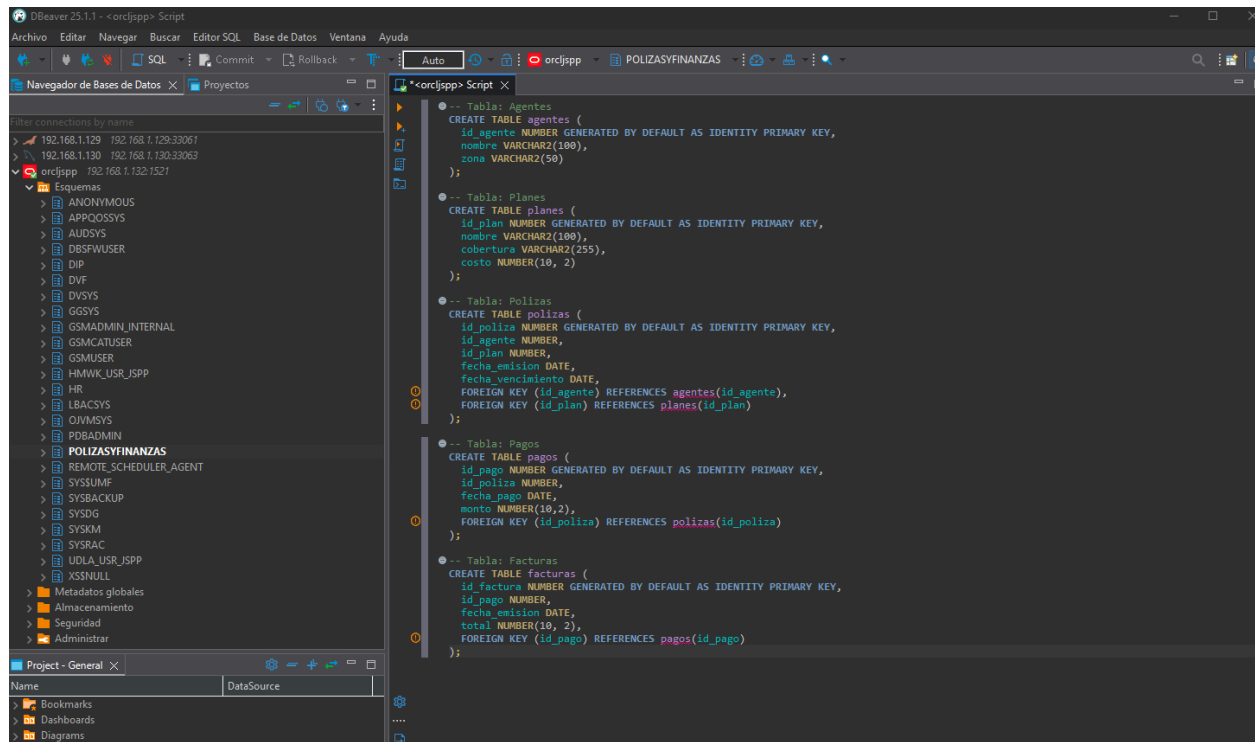 DBeaver 25.1.1 - <orcljspp> Script
Archivo Editar Navegar Buscar Editor SQL Base de Datos Ventana Ayuda
SQL Commit Rollback Auto orcljspp POLIZASYFINANZAS
Navegador de Bases de Datos Proyectos
Filter connections by name
192.168.1.129 192.168.1.129:33061
192.168.1.130 192.168.1.130:33063
orcljspp 192.168.1.132:1521
Esquemas
ANONYMOUS
APPQOSSYS
AUDSYS
DBSFWUSER
DIP
DVF
DVSYS
GGSYS
GSMADMIN_INTERNAL
GSMCATUSER
GSMUSER
HMWK_USR_JSPP
HR
LBACSYS
OJVMSYS
PDBADMIN
POLIZASYFINANZAS
REMOTE_SCHEDULER_AGENT
SYS$UMF
SYSBACKUP
SYSDG
SYSKM
SYSRAC
UDLA_USR_JSPP
XS$NULL
Metadatos globales
Almacenamiento
Seguridad
Administrar
Project - General
Name DataSource
Bookmarks
Dashboards
Diagrams
*<orcljspp> Script
-- Tabla: Agentes
CREATE TABLE agentes (
id_agente NUMBER GENERATED BY DEFAULT AS IDENTITY PRIMARY KEY,
nombre VARCHAR2(100),
zona VARCHAR2(50)
);
-- Tabla: Planes
CREATE TABLE planes (
id_plan NUMBER GENERATED BY DEFAULT AS IDENTITY PRIMARY KEY,
nombre VARCHAR2(100),
cobertura VARCHAR2(255),
costo NUMBER(10, 2)
);
-- Tabla: Polizas
CREATE TABLE polizas (
id_poliza NUMBER GENERATED BY DEFAULT AS IDENTITY PRIMARY KEY,
id_agente NUMBER,
id_plan NUMBER,
fecha_emision DATE,
fecha_vencimiento DATE,
FOREIGN KEY (id_agente) REFERENCES agentes(id_agente),
FOREIGN KEY (id_plan) REFERENCES planes(id_plan)
);
-- Tabla: Pagos
CREATE TABLE pagos (
id_pago NUMBER GENERATED BY DEFAULT AS IDENTITY PRIMARY KEY,
id_poliza NUMBER,
fecha_pago DATE,
monto NUMBER(10,2),
FOREIGN KEY (id_poliza) REFERENCES polizas(id_poliza)
);
-- Tabla: Facturas
CREATE TABLE facturas (
id_factura NUMBER GENERATED BY DEFAULT AS IDENTITY PRIMARY KEY,
id_pago NUMBER,
fecha_emision DATE,
total NUMBER(10, 2),
FOREIGN KEY (id_pago) REFERENCES pagos(id_pago)
);